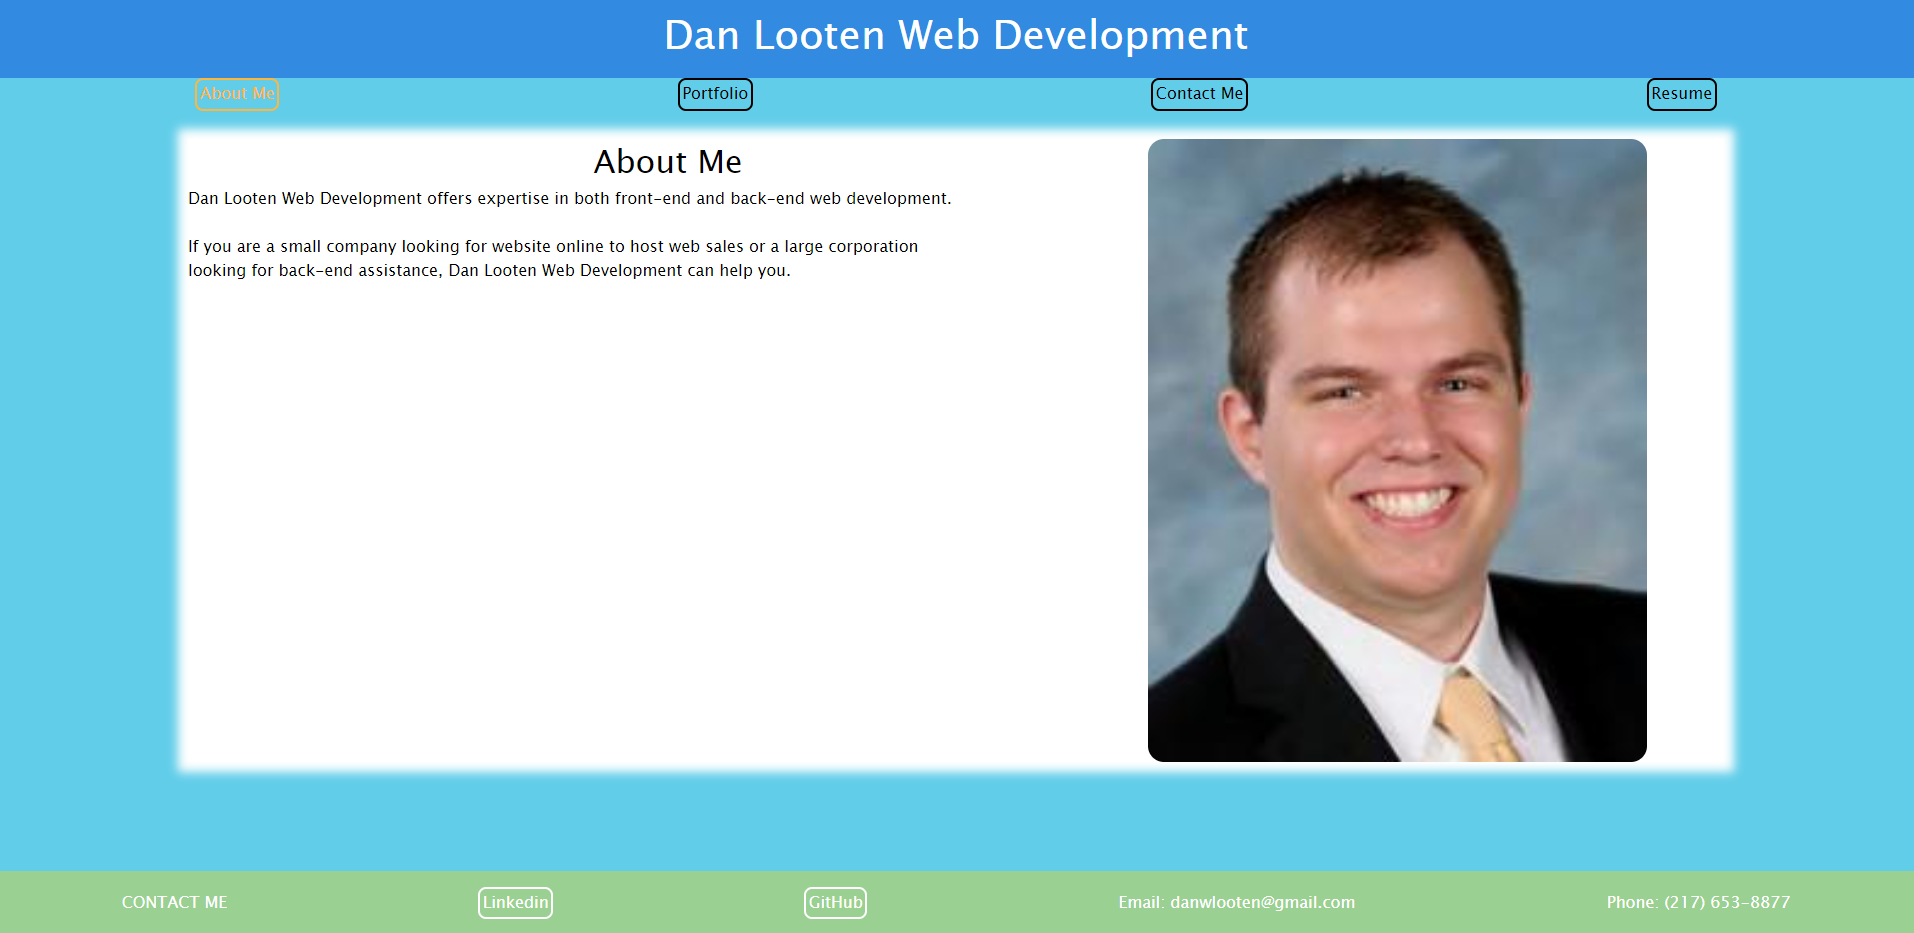 Dan Looten Web Development
About Me
Portfolio
Contact Me
Resume
About Me
Dan Looten Web Development offers expertise in both front-end and back-end web development.
If you are a small company looking for website online to host web sales or a large corporation
looking for back-end assistance, Dan Looten Web Development can help you.
CONTACT ME
Linkedin
GitHub
Email: danwlooten@gmail.com
Phone: (217) 653-8877